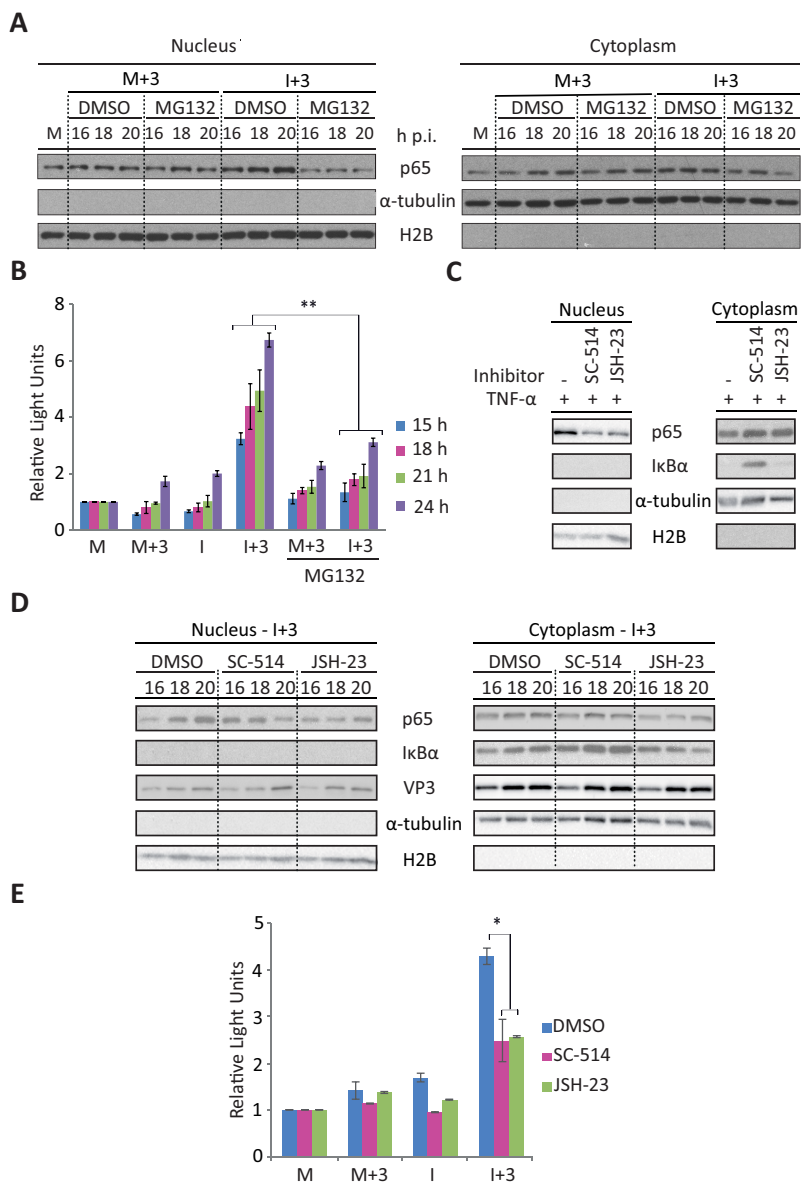 A
Nucleus
Cytoplasm
M+3
I+3
M+3
I+3
DMSO
MG132
DMSO
MG132
DMSO
MG132
DMSO
MG132
M
16 18 20 16 18 20 16 18 20 16 18 20
h p.i.
M
16 18 20 16 18 20 16 18 20 16 18 20
p65
α-tubulin
H2B
B
Relative Light Units
8
6
4
2
0
**
M
M+3
I
I+3
M+3
I+3
MG132
15 h
18 h
21 h
24 h
C
Nucleus
Cytoplasm
Inhibitor
-
SC-514
JSH-23
-
SC-514
JSH-23
TNF-α
+
+
+
+
+
+
p65
IκBα
α-tubulin
H2B
D
Nucleus - I+3
Cytoplasm - I+3
DMSO
SC-514
JSH-23
DMSO
SC-514
JSH-23
16 18 20 16 18 20 16 18 20
16 18 20 16 18 20 16 18 20
p65
IκBα
VP3
α-tubulin
H2B
E
Relative Light Units
5
4
3
2
1
0
*
M
M+3
I
I+3
DMSO
SC-514
JSH-23